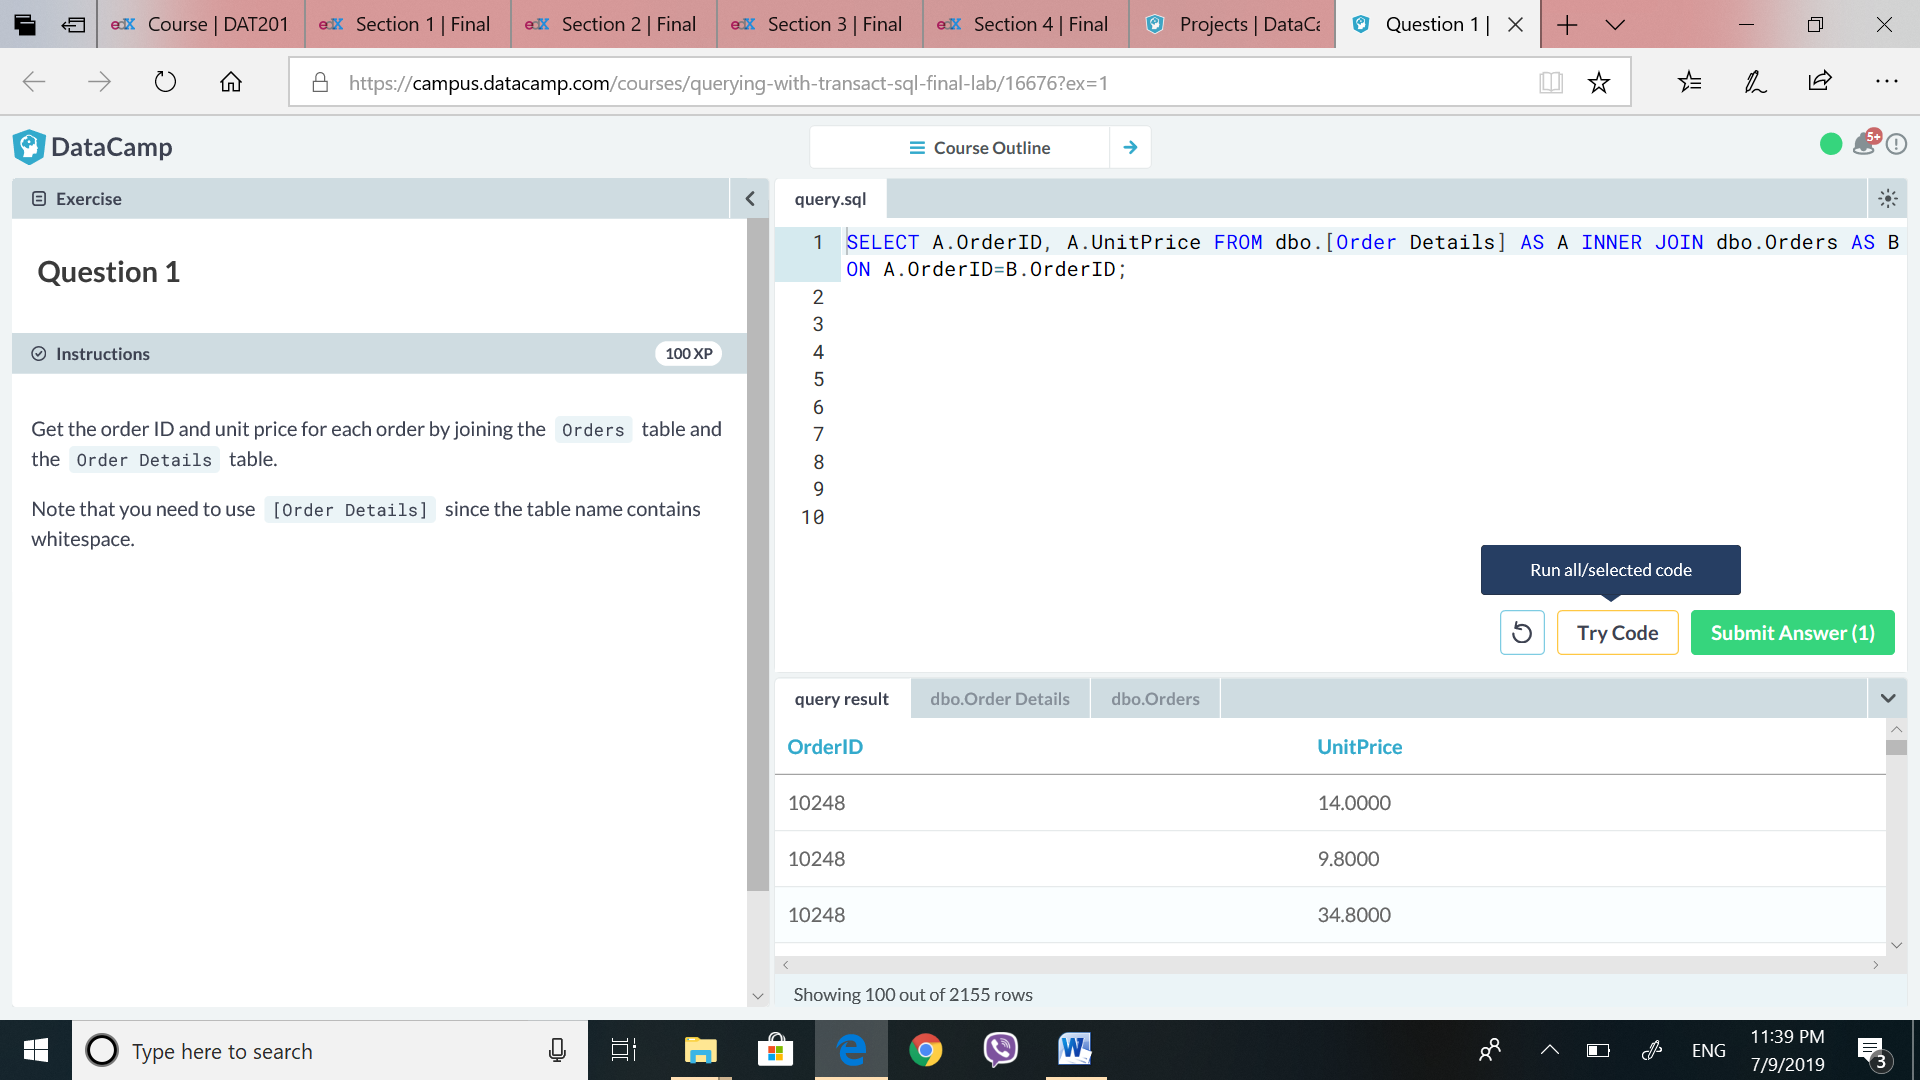 edX Course | DAT201
edX Section 1 | Final
edX Section 2 | Final
edX Section 3 | Final
edX Section 4 | Final
Projects | DataCa
Question 1 |
https://campus.datacamp.com/courses/querying-with-transact-sql-final-lab/16676?ex=1
DataCamp
Course Outline
5+
Exercise
query.sql
Question 1
Instructions
100 XP
Get the order ID and unit price for each order by joining the Orders table and
the Order Details table.
Note that you need to use [Order Details] since the table name contains
whitespace.
1 SELECT A.OrderID, A.UnitPrice FROM dbo.[Order Details] AS A INNER JOIN dbo.Orders AS B
ON A.OrderID=B.OrderID;
2
3
4
5
6
7
8
9
10
Run all/selected code
Try Code
Submit Answer (1)
query result
dbo.Order Details
dbo.Orders
OrderID UnitPrice
10248 14.0000
10248 9.8000
10248 34.8000
Showing 100 out of 2155 rows
Type here to search
ENG
11:39 PM
7/9/2019
3